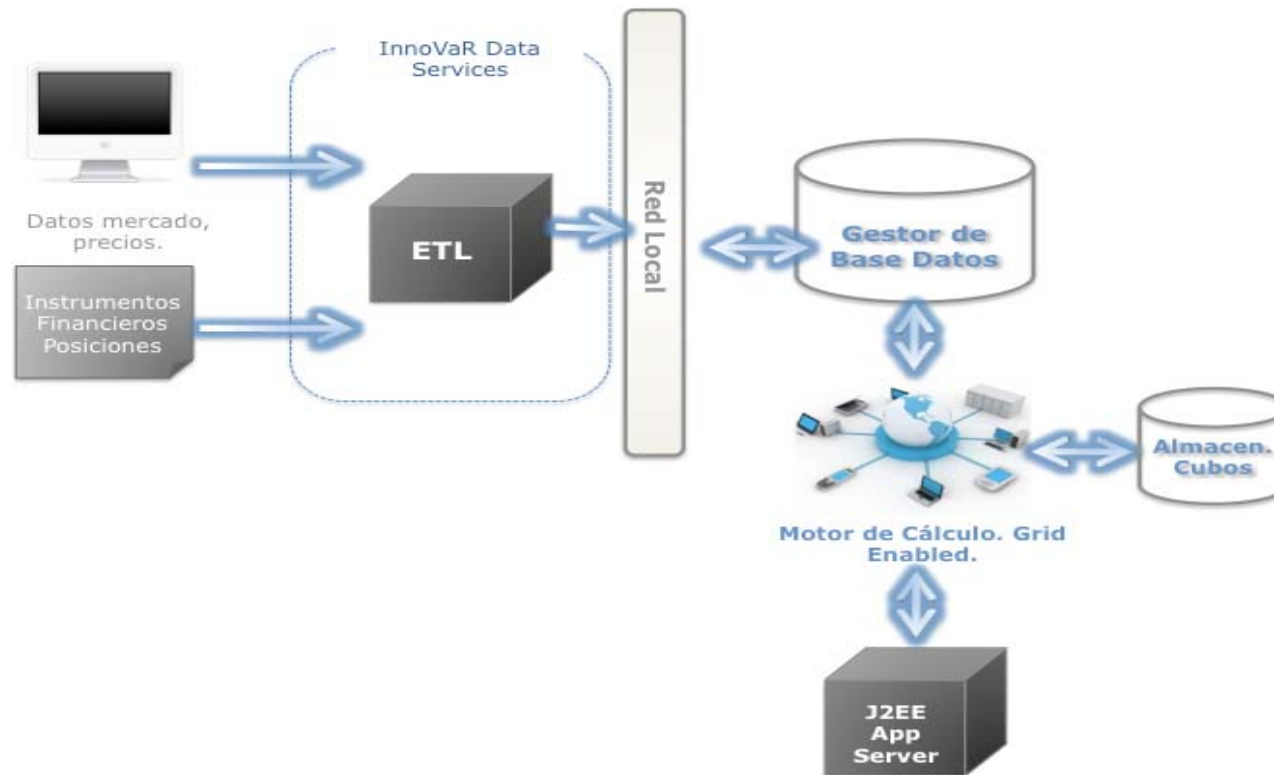 InnoVaR Data
Services
Datos mercado,
precios.
Instrumentos
Financieros
Posiciones
ETL
Red Local
Gestor de
Base Datos
Almacen.
Cubos
Motor de Cálculo. Grid
Enabled.
J2EE
App
Server